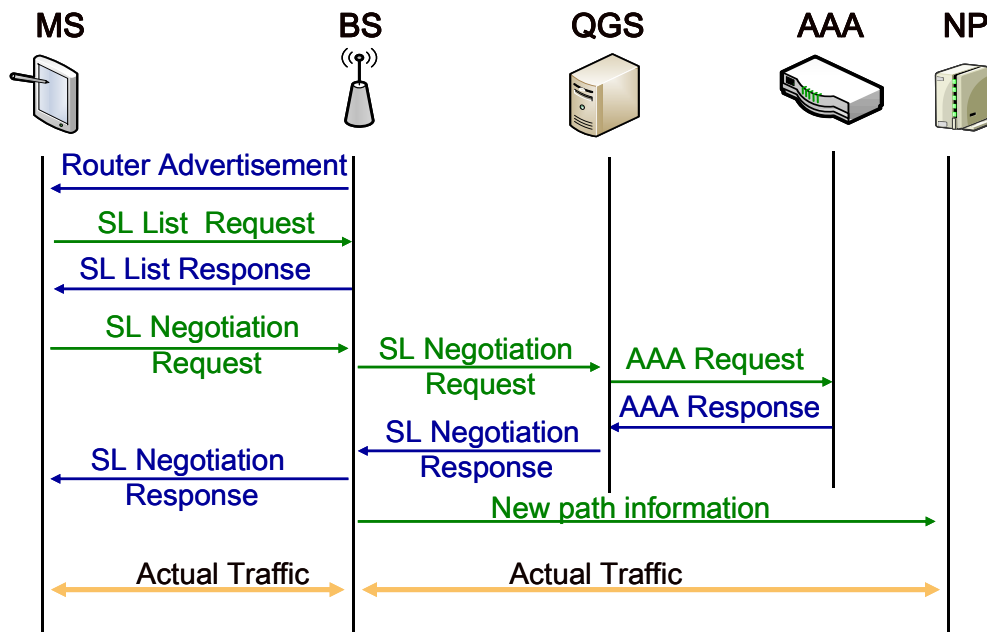 MS BS QGS AAA NP
Router Advertisement
SL List Request
SL List Response
SL Negotiation
Request
SL Negotiation
Request
AAA Request
AAA Response
SL Negotiation
Response
SL Negotiation
Response
New path information
Actual Traffic
Actual Traffic